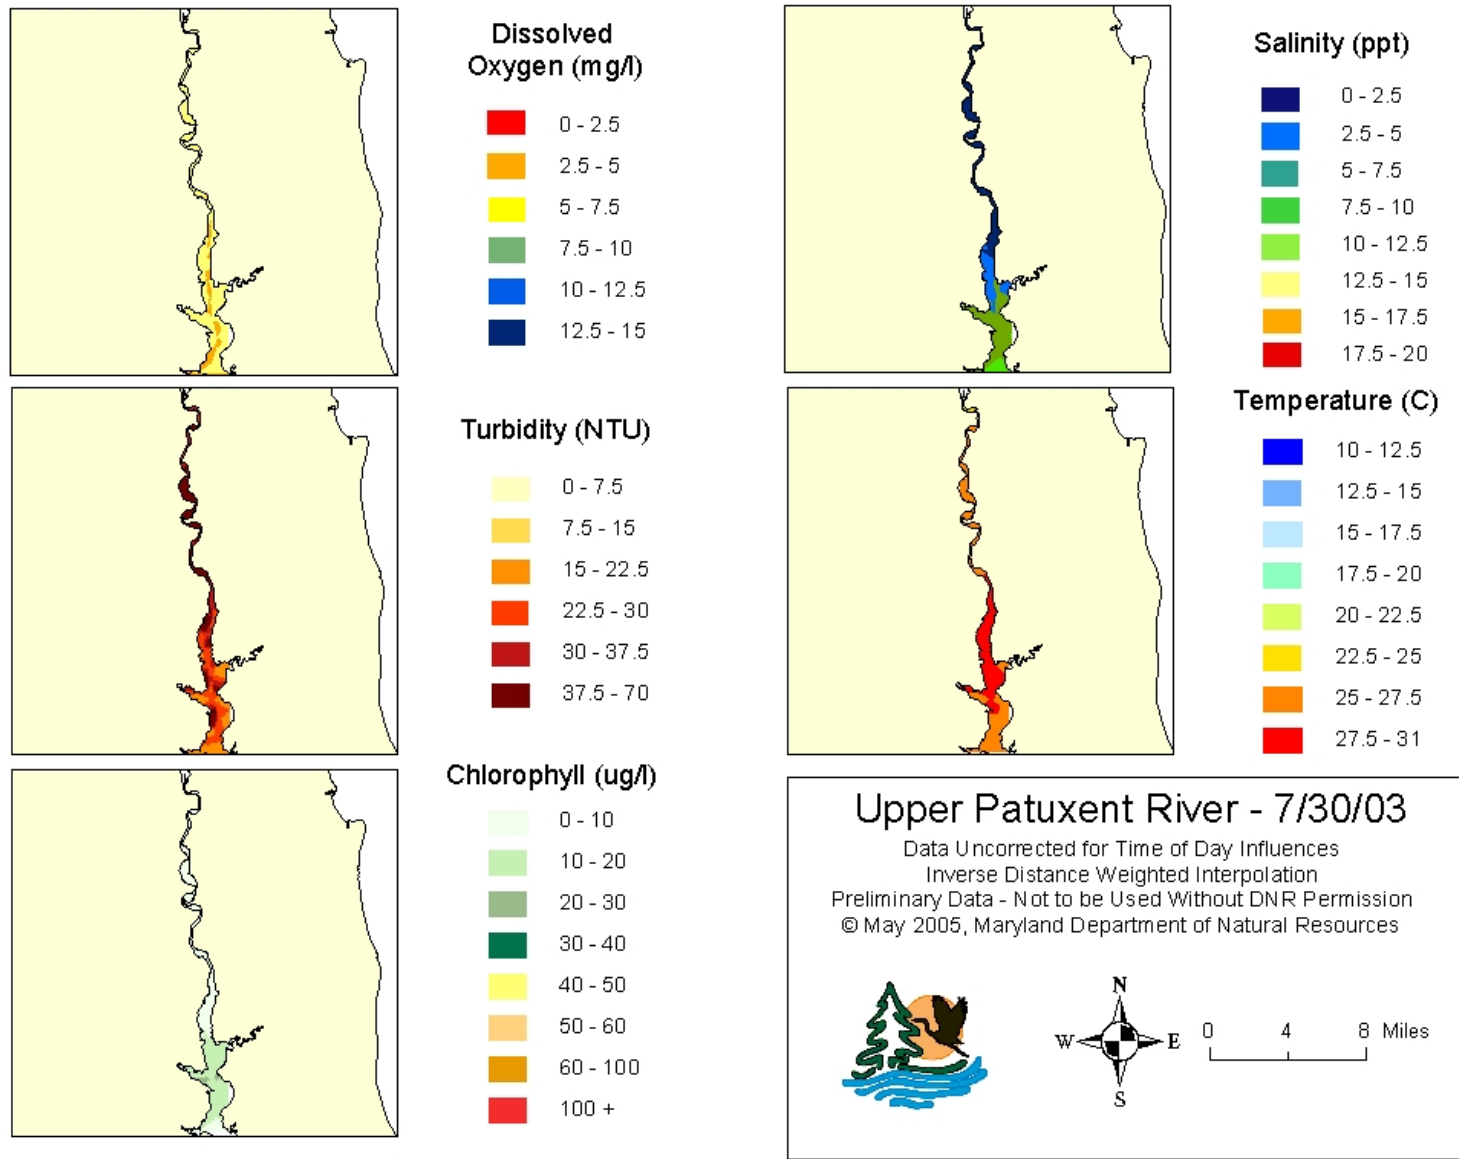 Dissolved
Oxygen (mg/l)
0 - 2.5
2.5 - 5
5 - 7.5
7.5 - 10
10 - 12.5
12.5 - 15
Salinity (ppt)
0 - 2.5
2.5 - 5
5 - 7.5
7.5 - 10
10 - 12.5
12.5 - 15
15 - 17.5
17.5 - 20
Turbidity (NTU)
0 - 7.5
7.5 - 15
15 - 22.5
22.5 - 30
30 - 37.5
37.5 - 70
Temperature (C)
10 - 12.5
12.5 - 15
15 - 17.5
17.5 - 20
20 - 22.5
22.5 - 25
25 - 27.5
27.5 - 31
Chlorophyll (ug/l)
0 - 10
10 - 20
20 - 30
30 - 40
40 - 50
50 - 60
60 - 100
100 +
Upper Patuxent River - 7/30/03
Data Uncorrected for Time of Day Influences
Inverse Distance Weighted Interpolation
Preliminary Data - Not to be Used Without DNR Permission
© May 2005, Maryland Department of Natural Resources
N
W E
S
0 4 8 Miles